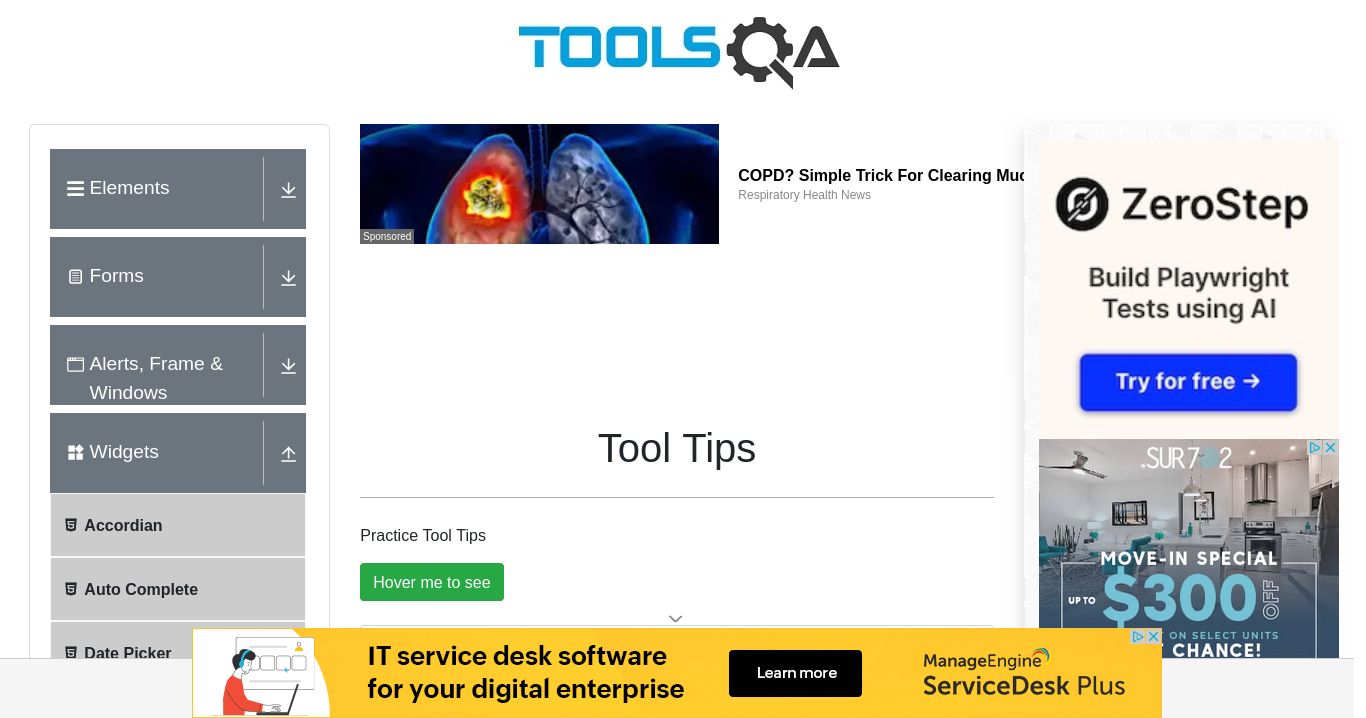 TOOLSQA
Elements
Forms
Alerts, Frame &
Windows
Widgets
Accordian
Auto Complete
Date Picker
Sponsored
COPD? Simple Trick For Clearing Muc
Respiratory Health News
Tool Tips
Practice Tool Tips
Hover me to see
ZeroStep
Build Playwright
Tests using AI
Try for free →
.SUR702
MOVE-IN SPECIAL
UP TO $300 OFF
ON SELECT UNITS
CHANCE!
IT service desk software
for your digital enterprise
Learn more
ManageEngine
ServiceDesk Plus